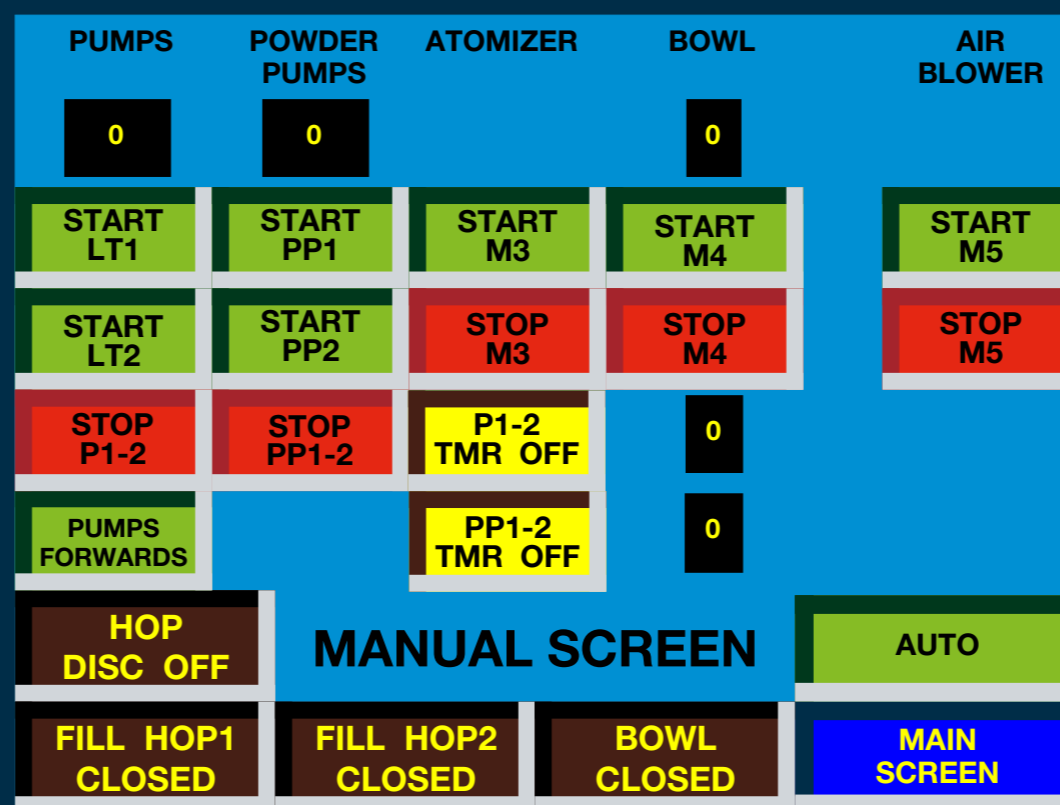 PUMPS
POWDER
PUMPS
ATOMIZER
BOWL
AIR
BLOWER
0
0
0
START
LT1
START
PP1
START
M3
START
M4
START
M5
START
LT2
START
PP2
STOP
M3
STOP
M4
STOP
M5
STOP
P1-2
STOP
PP1-2
P1-2
TMR OFF
0
PUMPS
FORWARDS
PP1-2
TMR OFF
0
HOP
DISC OFF
MANUAL SCREEN
AUTO
FILL HOP1
CLOSED
FILL HOP2
CLOSED
BOWL
CLOSED
MAIN
SCREEN